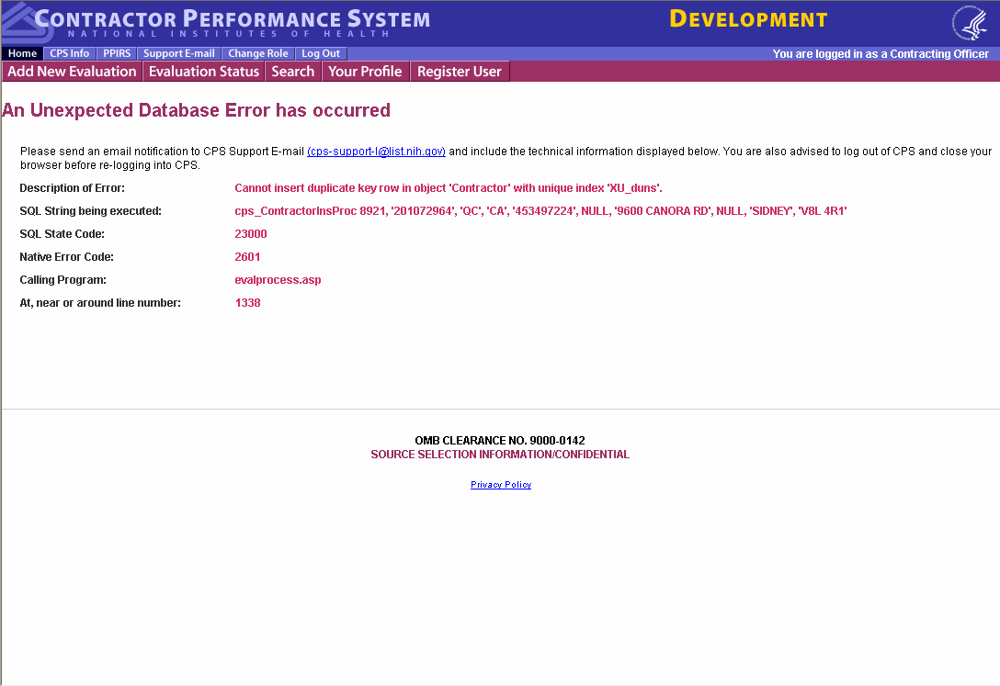 CONTRACTOR PERFORMANCE SYSTEM
NATIONAL INSTITUTES OF HEALTH
DEVELOPMENT
Home CPS Info PPIRS Support E-mail Change Role Log Out
You are logged in as a Contracting Officer
Add New Evaluation Evaluation Status Search Your Profile Register User
An Unexpected Database Error has occurred
Please send an email notification to CPS Support E-mail (cps-support-l@list.nih.gov) and include the technical information displayed below. You are also advised to log out of CPS and close your
browser before re-logging into CPS.
Description of Error: Cannot insert duplicate key row in object 'Contractor' with unique index 'XU_duns'.
SQL String being executed: cps_ContractorInsProc 8921, '201072964', 'QC', 'CA', '453497224', NULL, '9600 CANORA RD', NULL, 'SIDNEY', 'V8L 4R1'
SQL State Code: 23000
Native Error Code: 2601
Calling Program: evalprocess.asp
At, near or around line number: 1338
OMB CLEARANCE NO. 9000-0142
SOURCE SELECTION INFORMATION/CONFIDENTIAL
Privacy Policy